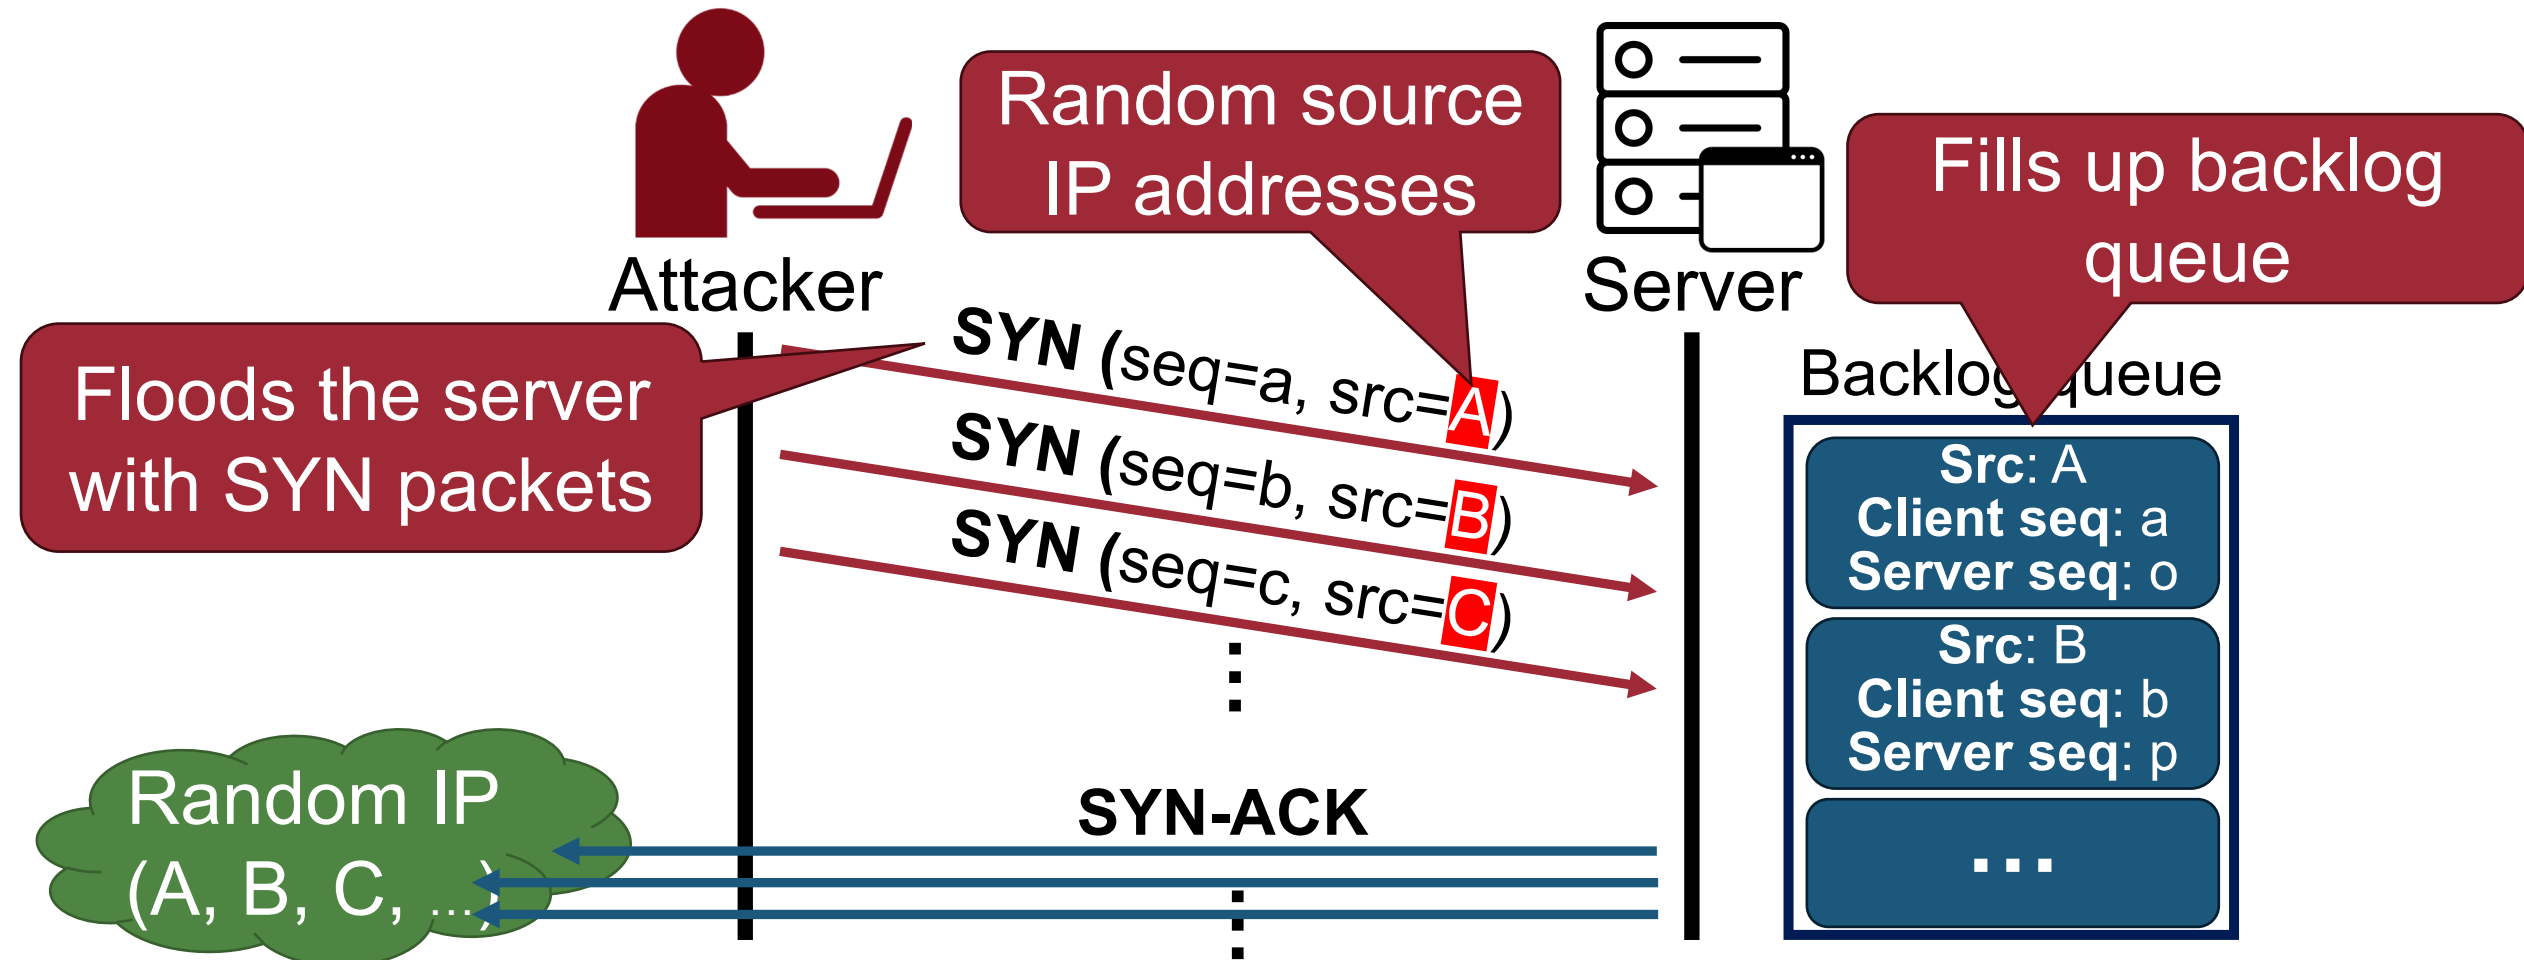 Random source
IP addresses
Fills up backlog
queue
Attacker
Server
Floods the server
with SYN packets
SYN (seq=a, src=A)
SYN (seq=b, src=B)
SYN (seq=c, src=C)
Backlog queue
Src: A
Client seq: a
Server seq: o
Src: B
Client seq: b
Server seq: p
...
Random IP
(A, B, C, ...)
SYN-ACK